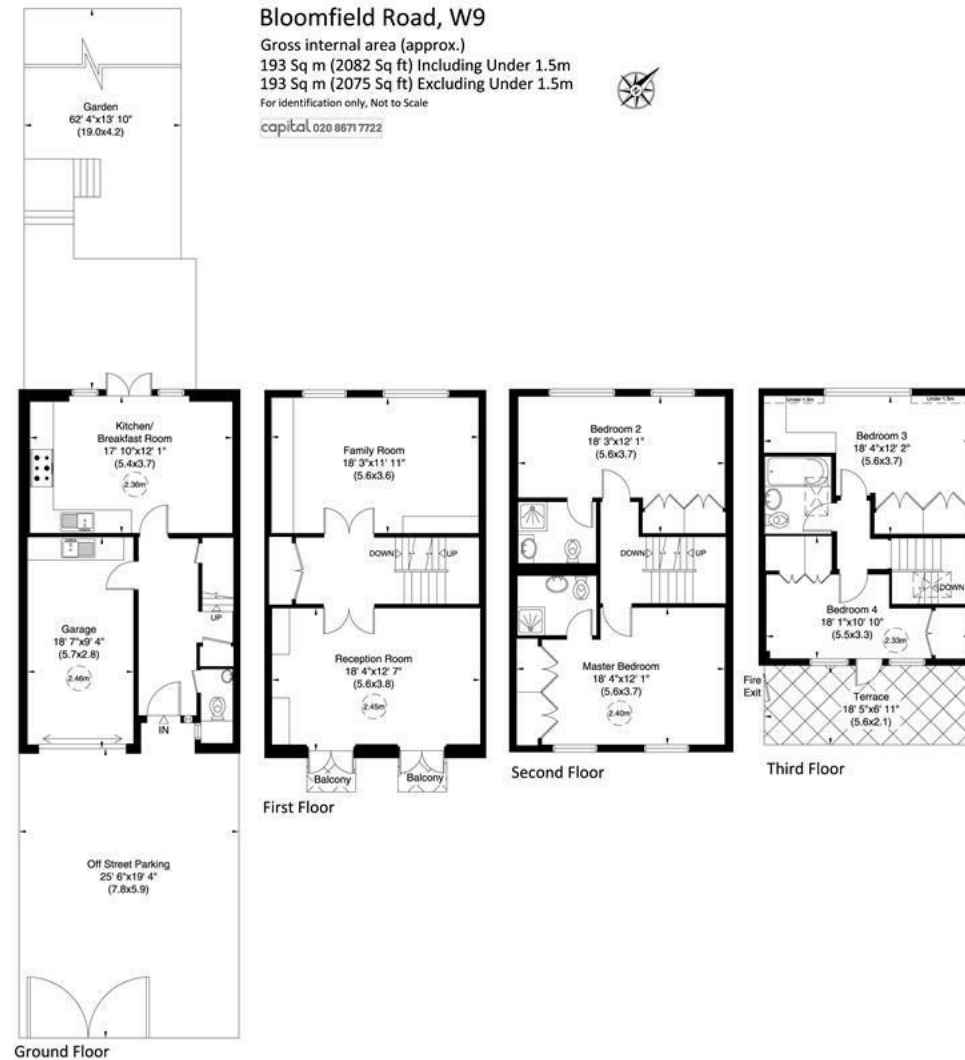 Bloomfield Road, W9
Gross internal area (approx.)
193 Sq m (2082 Sq ft) Including Under 1.5m
193 Sq m (2075 Sq ft) Excluding Under 1.5m
For identification only, Not to Scale
capital 020 8671 7722
Garden
62' 4"x13' 10"
(19.0x4.2)
Kitchen/
Breakfast Room
17' 10"x12' 1"
(5.4x3.7)
2.36m
Garage
18' 7"x9' 4"
(5.7x2.8)
2.46m
UP
IN
Off Street Parking
25' 6"x19' 4"
(7.8x5.9)
Ground Floor
Family Room
18' 3"x11' 11"
(5.6x3.6)
DOWN
UP
Reception Room
18' 4"x12' 7"
(5.6x3.8)
2.45m
Balcony
Balcony
First Floor
Bedroom 2
18' 3"x12' 1"
(5.6x3.7)
DOWN
UP
Master Bedroom
18' 4"x12' 1"
(5.6x3.7)
2.40m
Second Floor
Under 1.5m
Under 1.5m
Bedroom 3
18' 4"x12' 2"
(5.6x3.7)
DOWN
Bedroom 4
18' 1"x10' 10"
(5.5x3.3)
2.33m
Fire
Exit
Terrace
18' 5"x6' 11"
(5.6x2.1)
Third Floor